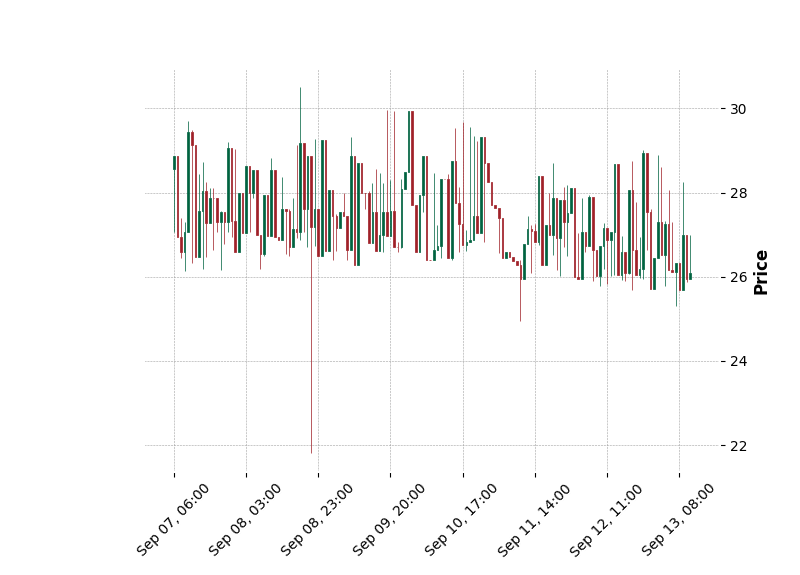 30
28
26
24
22
Price
Sep 07, 06:00
Sep 08, 03:00
Sep 08, 23:00
Sep 09, 20:00
Sep 10, 17:00
Sep 11, 14:00
Sep 12, 11:00
Sep 13, 08:00